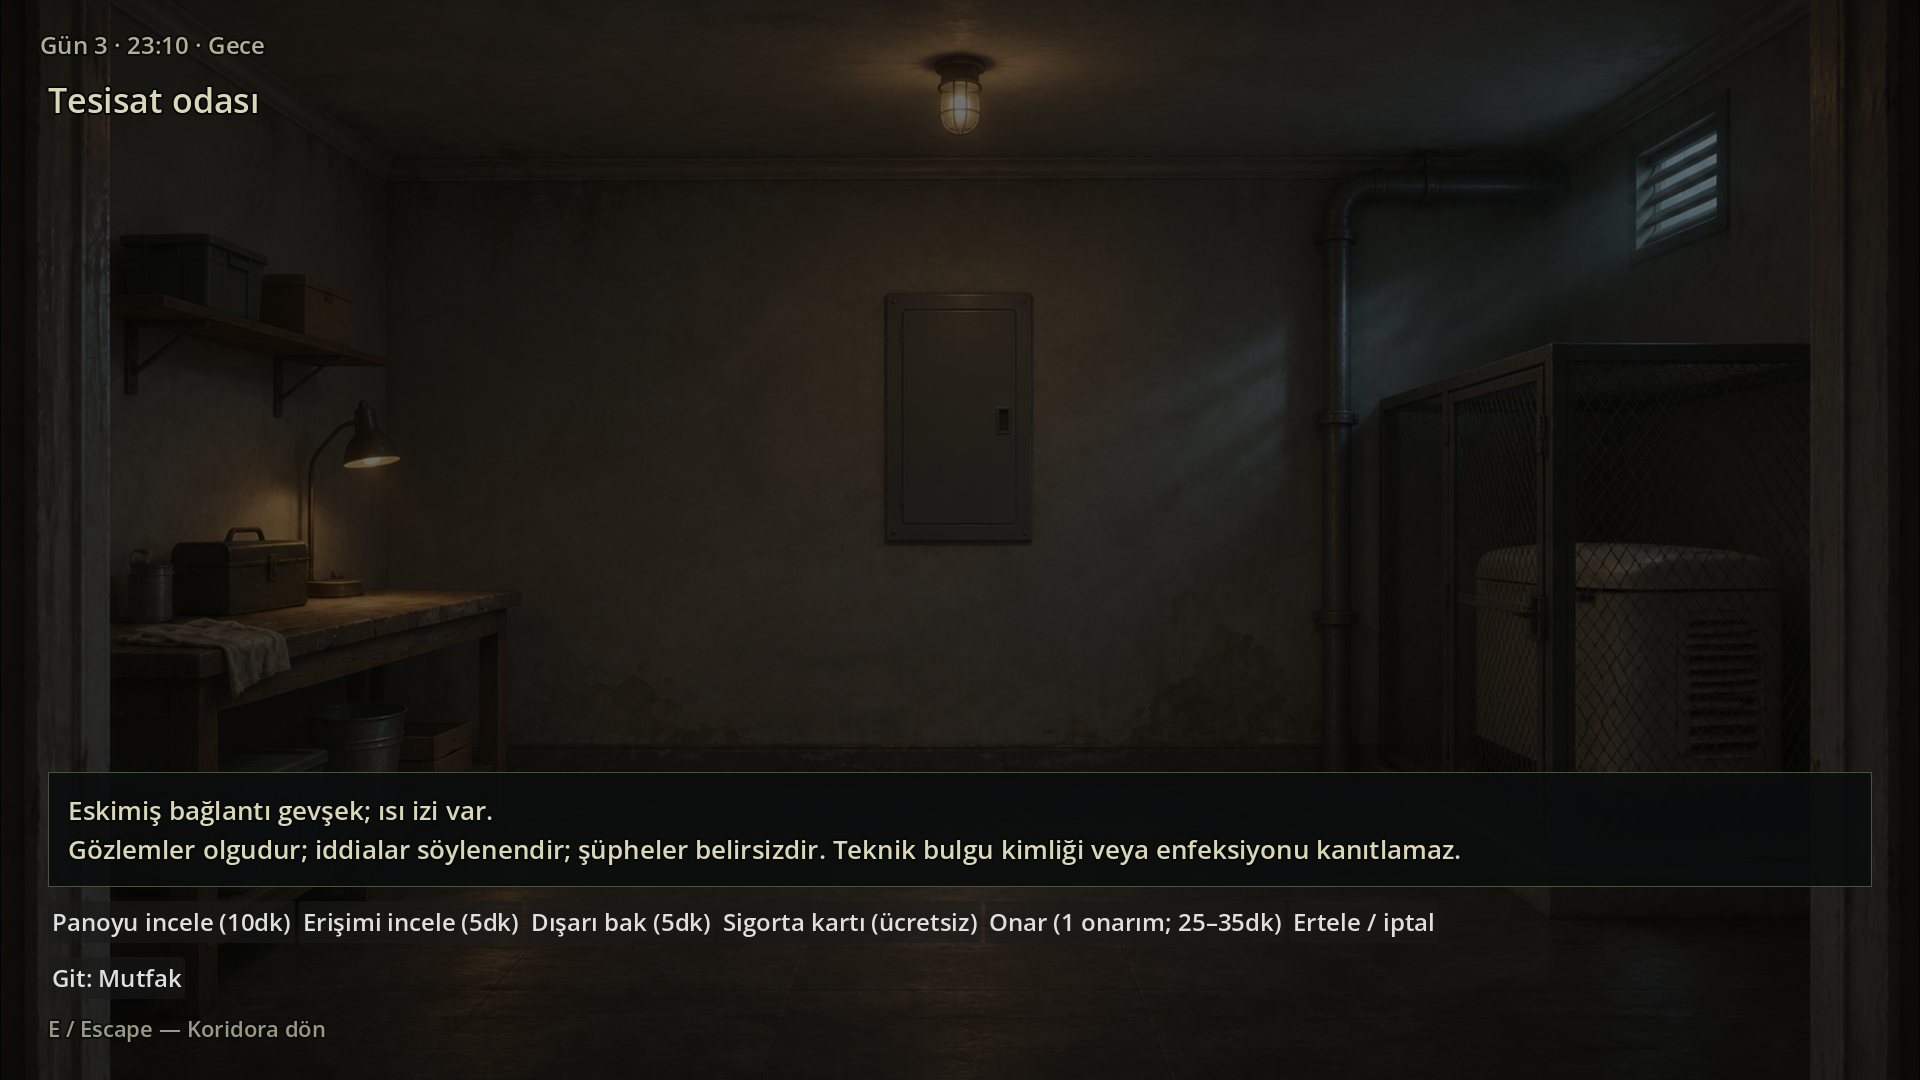 Gün 3 · 23:10 · Gece
Tesisat odası
Eskimiş bağlantı gevşek; ısı izi var.
Gözlemler olgudur; iddialar söylenendir; şüpheler belirsizdir. Teknik bulgu kimliği veya enfeksiyonu kanıtlamaz.
Panoyu incele (10dk) Erişimi incele (5dk) Dışarı bak (5dk) Sigorta kartı (ücretsiz) Onar (1 onarım; 25–35dk) Ertele / iptal
Git: Mutfak
E / Escape — Koridora dön